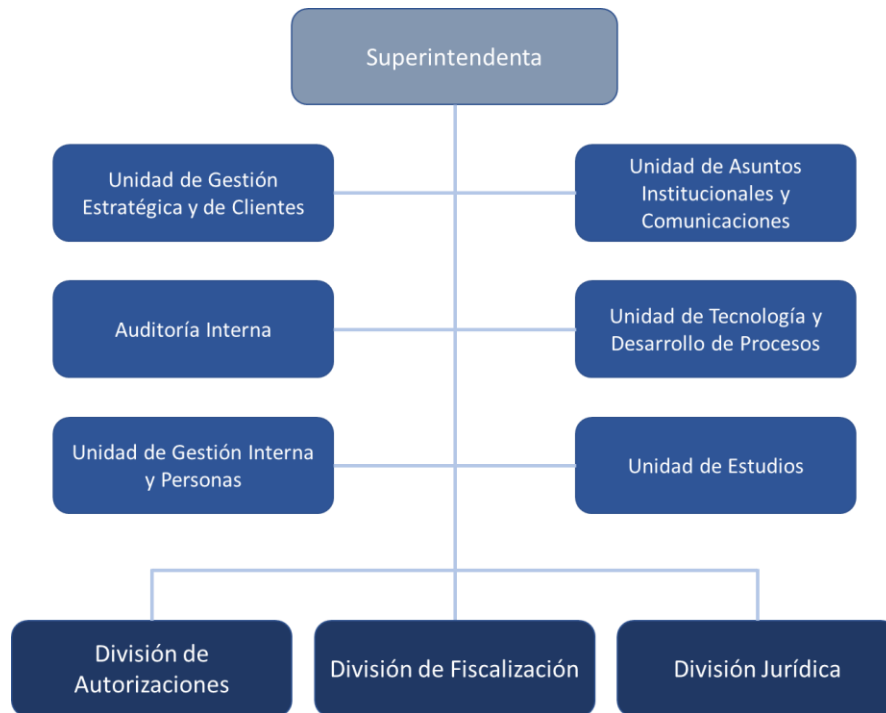 Superintendenta
Unidad de Gestión
Estratégica y de Clientes
Unidad de Asuntos
Institucionales y
Comunicaciones
Auditoría Interna
Unidad de Tecnología y
Desarrollo de Procesos
Unidad de Gestión Interna
y Personas
Unidad de Estudios
División de
Autorizaciones
División de Fiscalización
División Jurídica